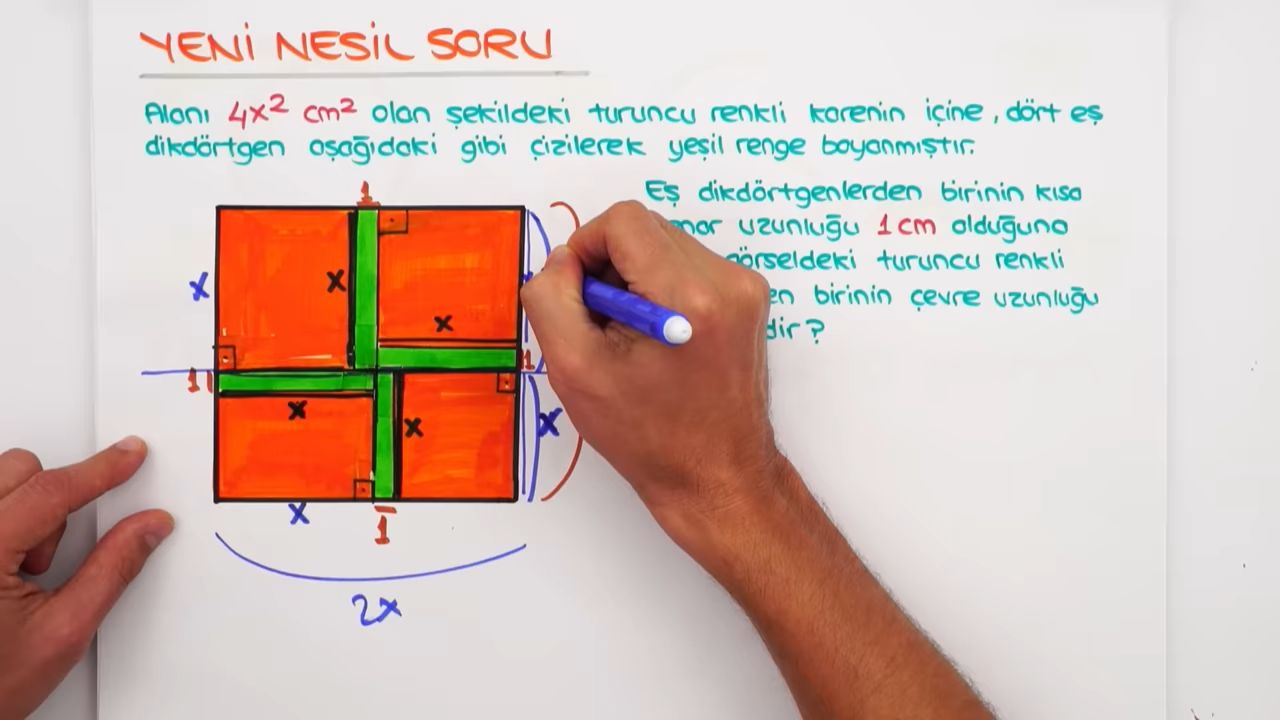 YENİ NESİL SORU
Alanı 4x² cm² olan şekildeki turuncu renkli karenin içine, dört eş
dikdörtgen aşağıdaki gibi çizilerek yeşil renge boyanmıştır.
Eş dikdörtgenlerden birinin kısa
uzunluğu 1 cm olduğuna
turuncu renkli
birinin çevre uzunluğu
?
1
x
x
x
1
1
x
x
x
x
1
2x